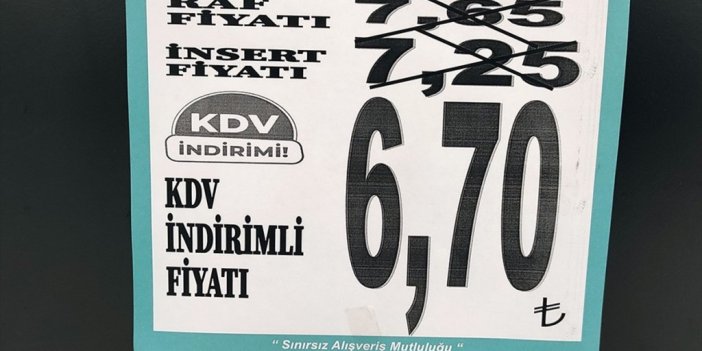 RAF
FİYATI 7,65
İNSERT
FİYATI 7,25
KDV
İNDİRİMİ!
KDV
İNDİRİMLİ
FİYATI
6,70
₺
“ Sınırsız Alışveriş Mutluluğu “